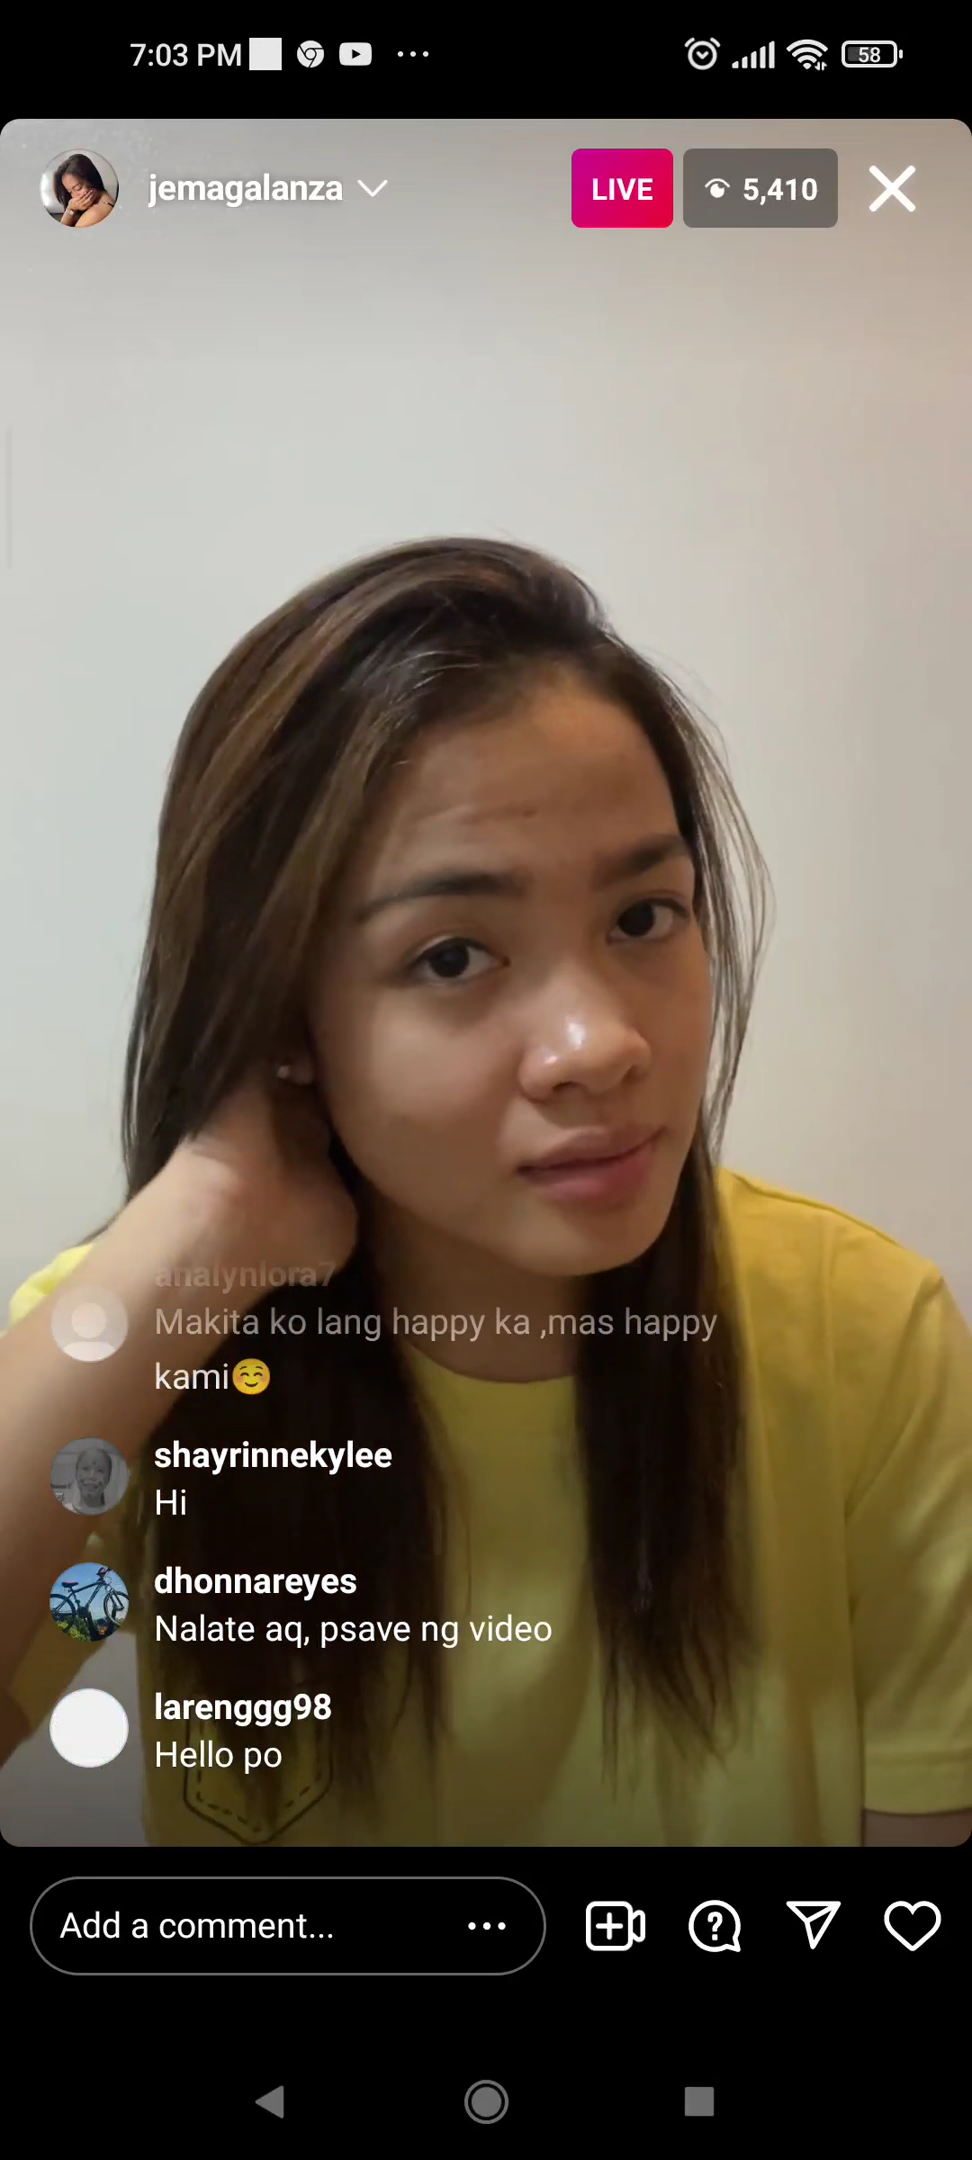 7:03 PM
58
jemagalanza
LIVE
5,410
analynlora7
Makita ko lang happy ka ,mas happy
kami☺️
shayrinnekylee
Hi
dhonnareyes
Nalate aq, psave ng video
larenggg98
Hello po
Add a comment...